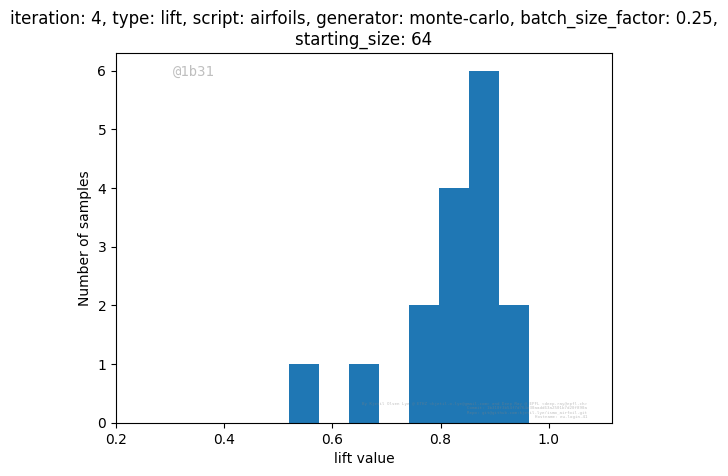 iteration: 4, type: lift, script: airfoils, generator: monte-carlo, batch_size_factor: 0.25,
starting_size: 64
@1b31
6
5
4
3
2
1
0
Number of samples
0.2 0.4 0.6 0.8 1.0
lift value